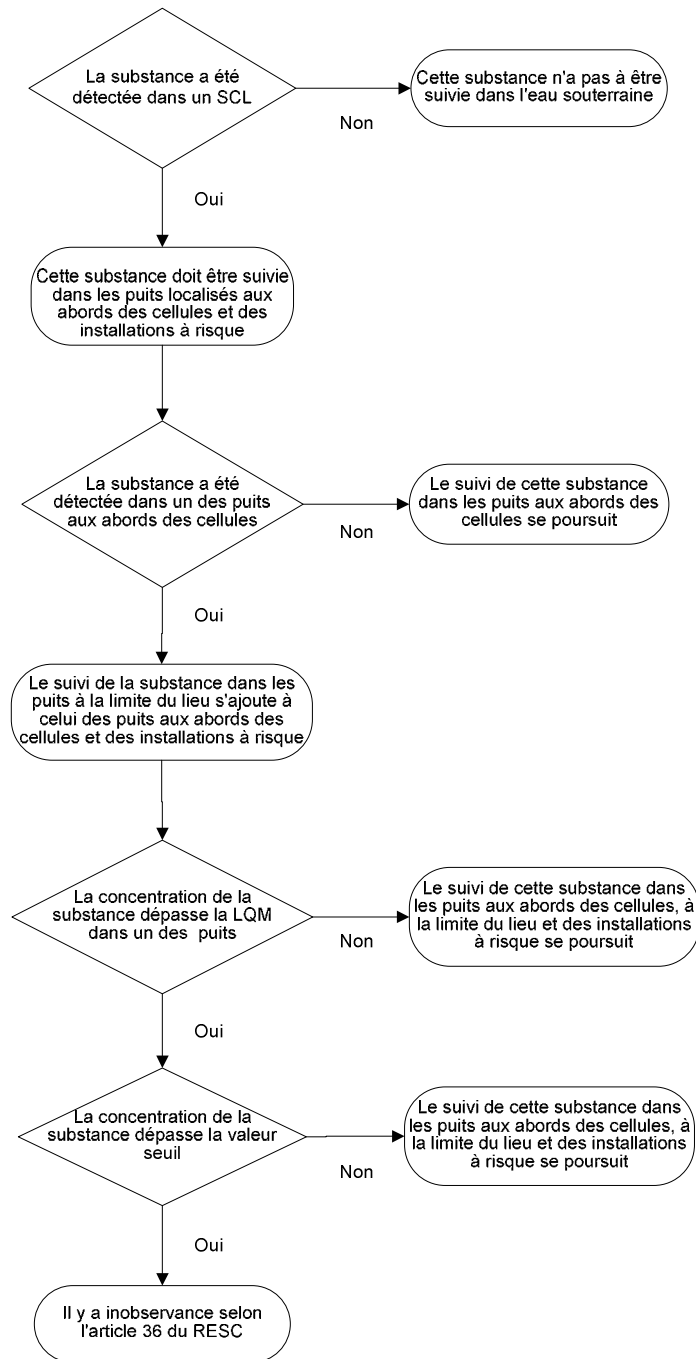 La substance a été
détectée dans un SCL
Cette substance n'a pas à être
suivie dans l'eau souterraine
Non
Oui
Cette substance doit être suivie
dans les puits localisés aux
abords des cellules et des
installations à risque
La substance a été
détectée dans un des puits
aux abords des cellules
Le suivi de cette substance
dans les puits aux abords des
cellules se poursuit
Non
Oui
Le suivi de la substance dans les
puits à la limite du lieu s'ajoute à
celui des puits aux abords des
cellules et des installations à risque
La concentration de la
substance dépasse la LQM
dans un des puits
Le suivi de cette substance dans
les puits aux abords des cellules, à
la limite du lieu et des installations
à risque se poursuit
Non
Oui
La concentration de la
substance dépasse la valeur
seuil
Le suivi de cette substance dans
les puits aux abords des cellules, à
la limite du lieu et des installations
à risque se poursuit
Non
Oui
Il y a inobservance selon
l'article 36 du RESC